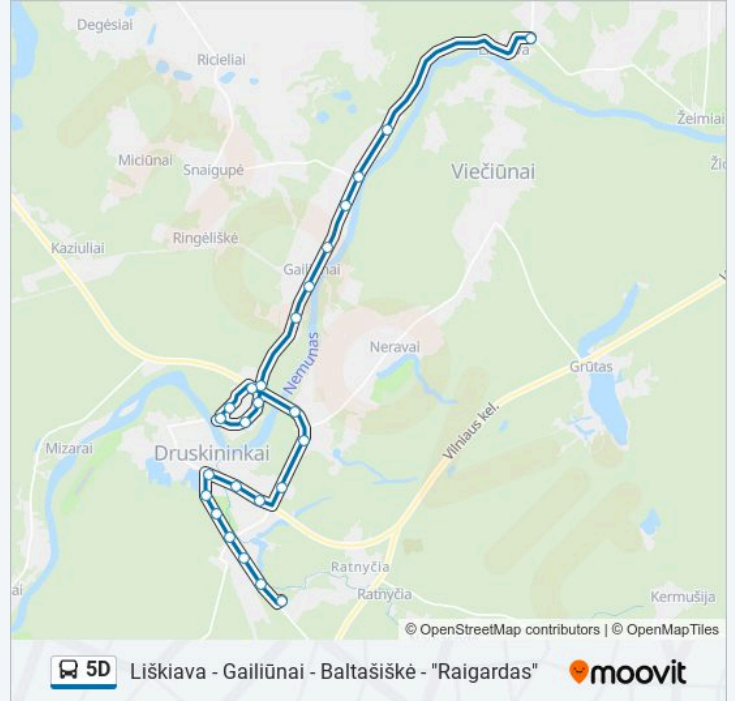 Degėsiai
Ricieliai
Žeimiai
Miciūnai
Snaigupė
Viečiūnai
Ringėliškė
Kaziuliai
Nemunas
Neravai
Grūtas
Vilniaus kel.
Mizarai
Druskininkai
Ratnyčia
Ratnyčia
Kermušija
© OpenStreetMap contributors | © OpenMapTiles
5D Liškiava - Gailiūnai - Baltašiškė - "Raigardas" moovit